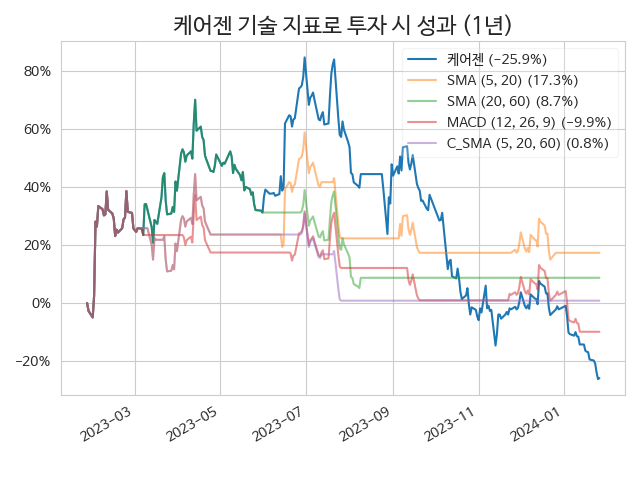 케어젠 기술 지표로 투자 시 성과 (1년)
케어젠 (−25.9%)
SMA (5, 20) (17.3%)
SMA (20, 60) (8.7%)
MACD (12, 26, 9) (−9.9%)
C_SMA (5, 20, 60) (0.8%)
80%
60%
40%
20%
0%
−20%
2023−03
2023−05
2023−07
2023−09
2023−11
2024−01